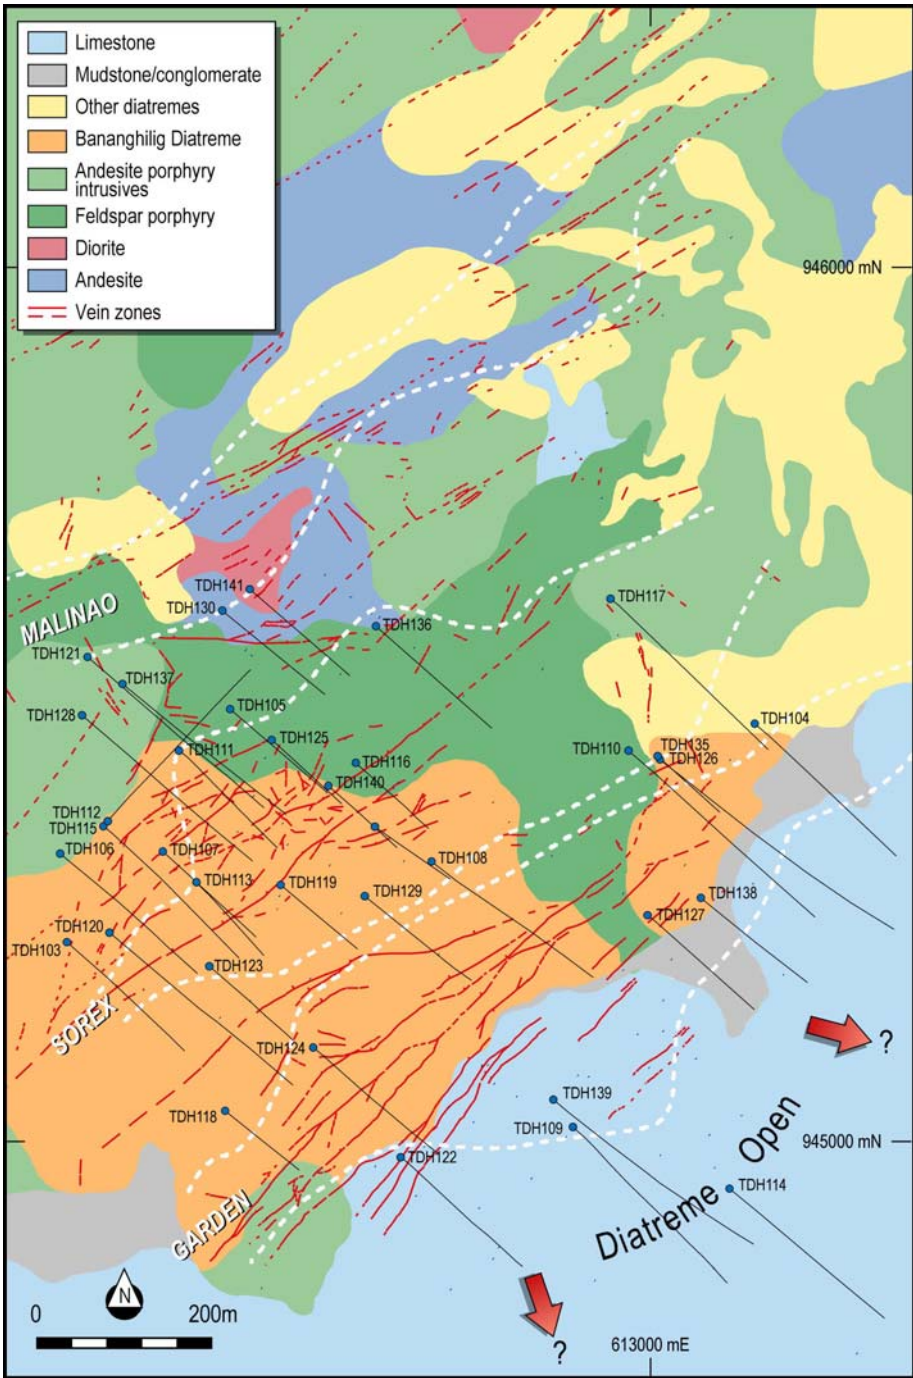 Limestone
Mudstone/conglomerate
Other diatremes
Bananghilig Diatreme
Andesite porphyry
intrusives
Feldspar porphyry
Diorite
Andesite
Vein zones
946000 mN
TDH141
TDH130
TDH117
MALINAO
TDH136
TDH121
TDH137
TDH105
TDH128
TDH104
TDH125
TDH111
TDH110
TDH135
TDH126
TDH116
TDH140
TDH112
TDH115
TDH106
TDH107
TDH108
TDH113
TDH119
TDH129
TDH138
TDH127
TDH120
TDH103
TDH123
SOREX
TDH124
?
TDH139
TDH118
TDH109
945000 mN
TDH122
Diatreme Open
TDH114
GARDEN
N
0 200m
613000 mE
?